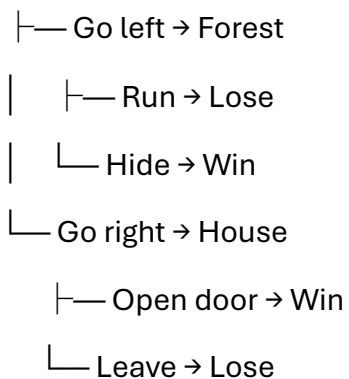 ├── Go left → Forest
│ ├── Run → Lose
│ └── Hide → Win
└── Go right → House
├── Open door → Win
└── Leave → Lose